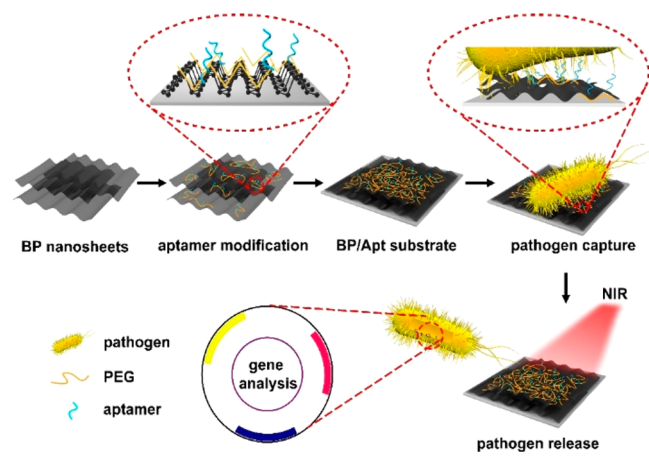 BP nanosheets
aptamer modification
BP/Apt substrate
pathogen capture
NIR
pathogen
PEG
aptamer
gene
analysis
pathogen release